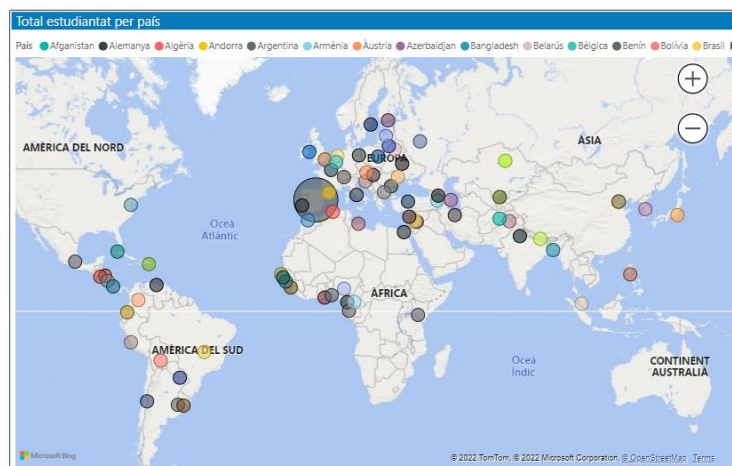 Total estudiantat per país
País Afganistan Alemanya Algèria Andorra Argentina Armènia Àustria Azerbaidjan Bangladesh Belarús Bèlgica Benín Bolívia Brasil
AMÈRICA DEL NORD
EUROPA
ÀSIA
Oceà
Atlàntic
ÀFRICA
AMÈRICA DEL SUD
Oceà
Índic
CONTINENT
AUSTRALIÀ
Microsoft Bing
© 2022 TomTom, © 2022 Microsoft Corporation, © OpenStreetMap Terms